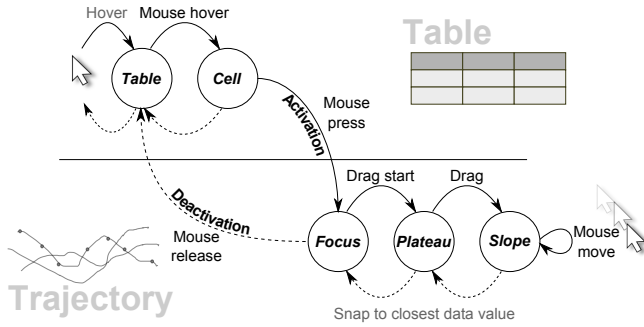 Hover
Mouse hover
Table
Table
Cell
Activation
Mouse
press
Deactivation
Mouse
release
Drag start
Drag
Focus
Plateau
Slope
Mouse
move
Trajectory
Snap to closest data value